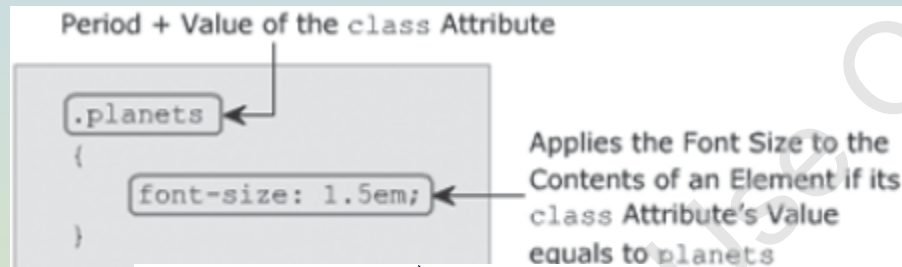 Period + Value of the class Attribute
.planets
{
font-size: 1.5em;
}
Applies the Font Size to the
Contents of an Element if its
class Attribute's Value
equals to planets
Use